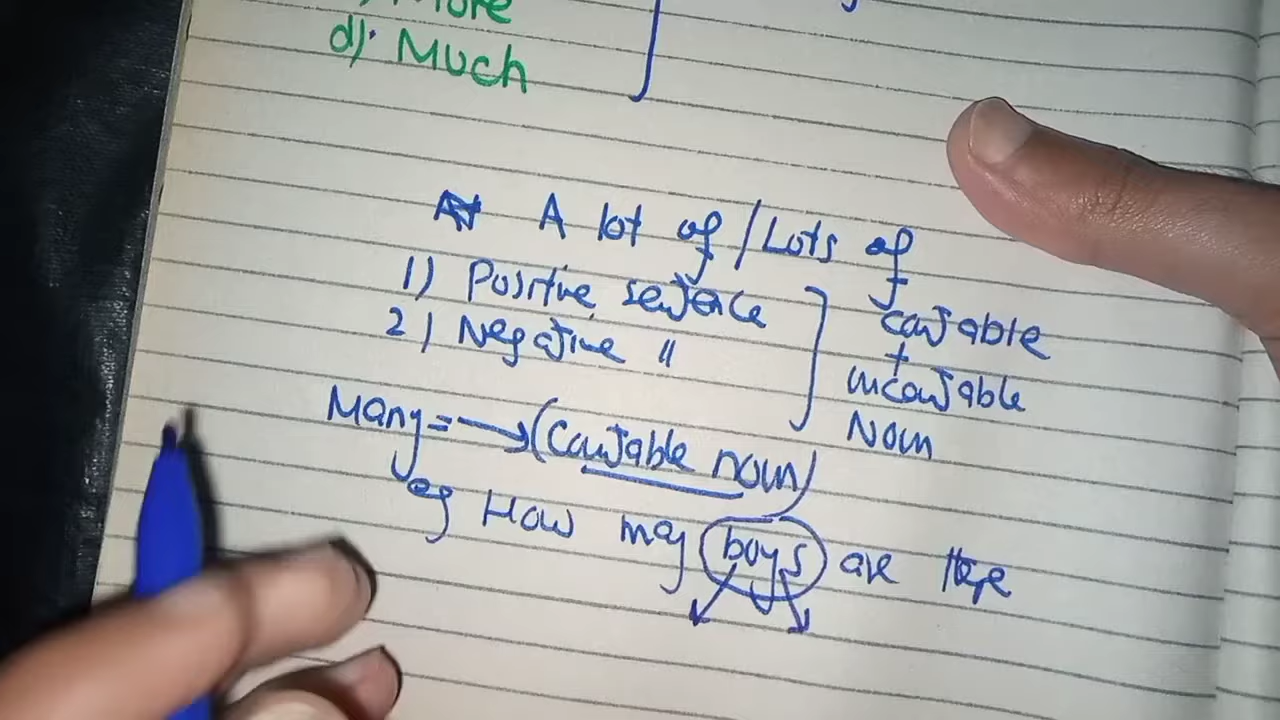 More
d) Much
A lot of / Lots of
1) Positive sentence
2) Negative "
countable
+
uncountable
Noun
Many = → (Countable noun)
eg How many boys are there